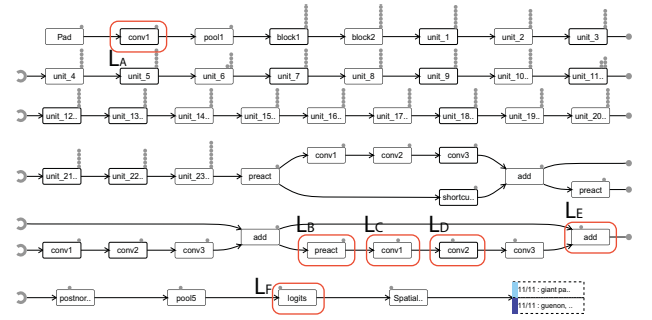 Pad conv1 pool1 block1 block2 unit_1 unit_2 unit_3
LA
unit_4 unit_5 unit_6 unit_7 unit_8 unit_9 unit_10.. unit_11..
unit_12.. unit_13.. unit_14.. unit_15.. unit_16.. unit_17.. unit_18.. unit_19.. unit_20..
conv1 conv2 conv3
unit_21.. unit_22.. unit_23.. preact add
shortcu.. preact
LB LC LD LE
add add
conv1 conv2 conv3 preact conv1 conv2 conv3
LF
postnor.. pool5 logits Spatial.. 11/11 : giant pa..
11/11 : guenon, ..